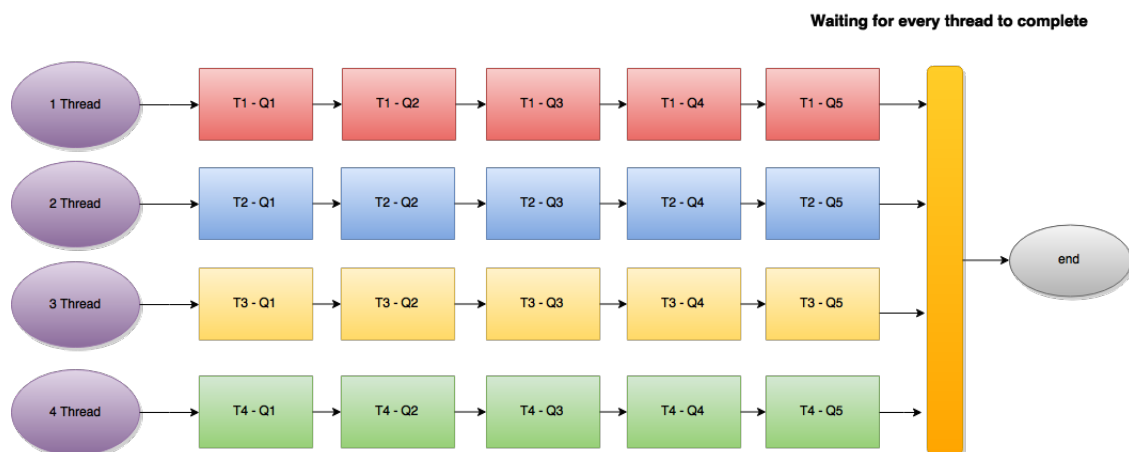 Waiting for every thread to complete
1 Thread
T1 - Q1
T1 - Q2
T1 - Q3
T1 - Q4
T1 - Q5
2 Thread
T2 - Q1
T2 - Q2
T2 - Q3
T2 - Q4
T2 - Q5
end
3 Thread
T3 - Q1
T3 - Q2
T3 - Q3
T3 - Q4
T3 - Q5
4 Thread
T4 - Q1
T4 - Q2
T4 - Q3
T4 - Q4
T4 - Q5